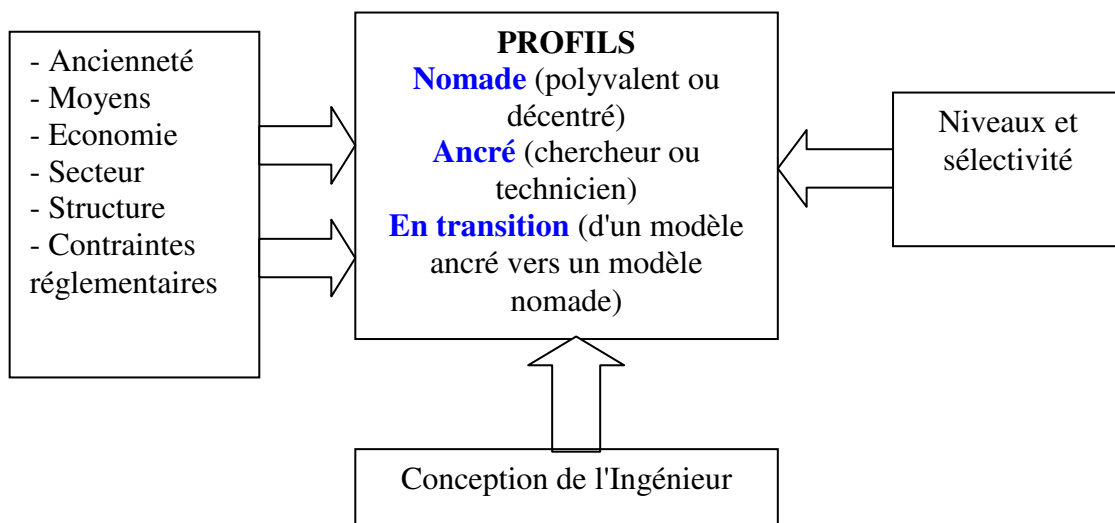 - Ancienneté
- Moyens
- Economie
- Secteur
- Structure
- Contraintes
réglementaires
PROFILS
Nomade (polyvalent ou
décentré)
Ancré (chercheur ou
technicien)
En transition (d'un modèle
ancré vers un modèle
nomade)
Niveaux et
sélectivité
Conception de l'Ingénieur